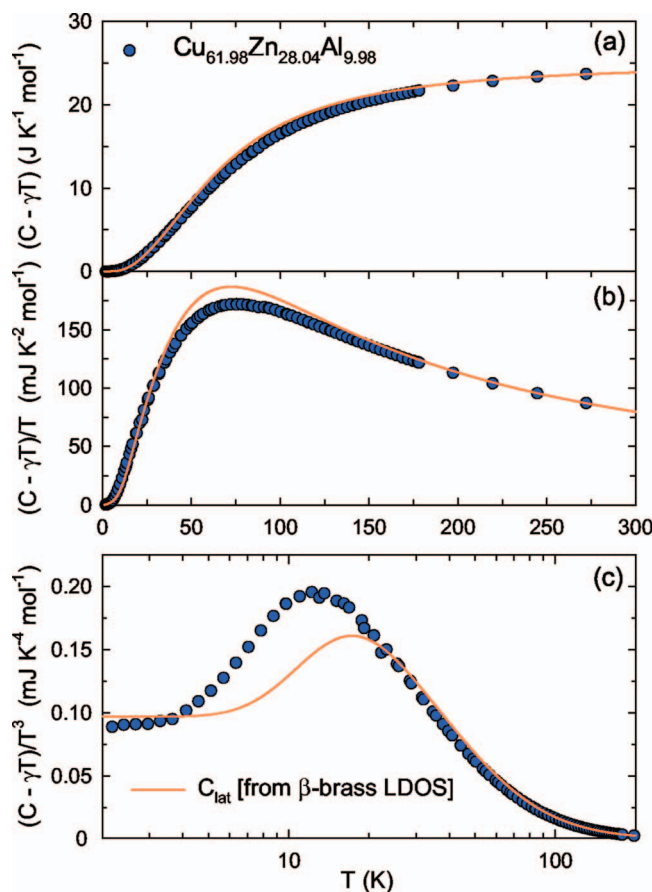 (a)
Cu61.98Zn28.04Al9.98
30
20
10
0
(C - γT) (J K⁻¹ mol⁻¹)
(b)
150
100
50
0
(C - γT)/T (mJ K⁻² mol⁻¹)
0 50 100 150 200 250 300
(c)
0.20
0.15
0.10
0.05
0
(C - γT)/T³ (mJ K⁻⁴ mol⁻¹)
Clat [from β-brass LDOS]
10 100
T (K)